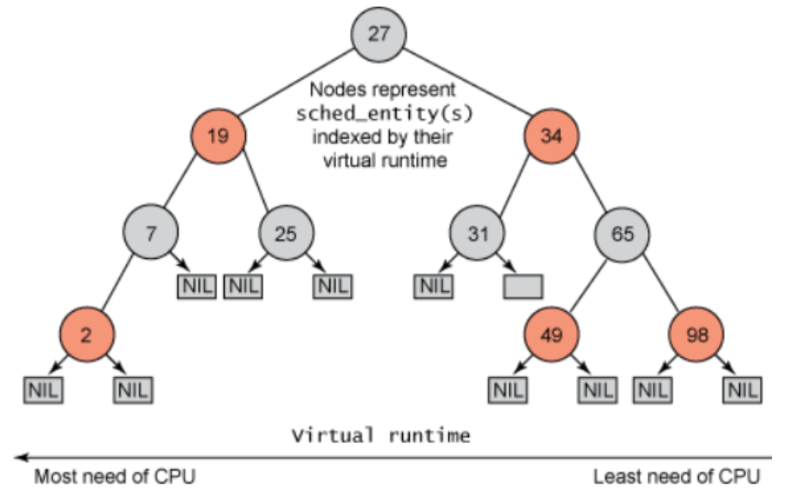 27
Nodes represent
sched_entity(s)
indexed by their
virtual runtime
19
34
7
25
31
65
NIL
NIL
NIL
NIL
2
49
98
NIL
NIL
NIL
NIL
NIL
NIL
Virtual runtime
Most need of CPU
Least need of CPU